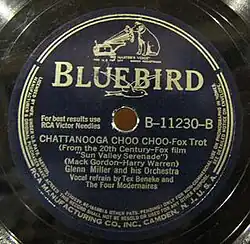 "HIS MASTER'S VOICE"
BLUEBIRD
For best results use
RCA Victor Needles
B-11230-B
CHATTANOOGA CHOO CHOO-Fox Trot
(From the 20th Century-Fox film
"Sun Valley Serenade")
(Mack Gordon-Harry Warren)
Glenn Miller and his Orchestra
Vocal refrain by Tex Beneke and
The Four Modernaires
RCA MANUFACTURING CO., INC., CAMDEN, N.J., U.S.A.